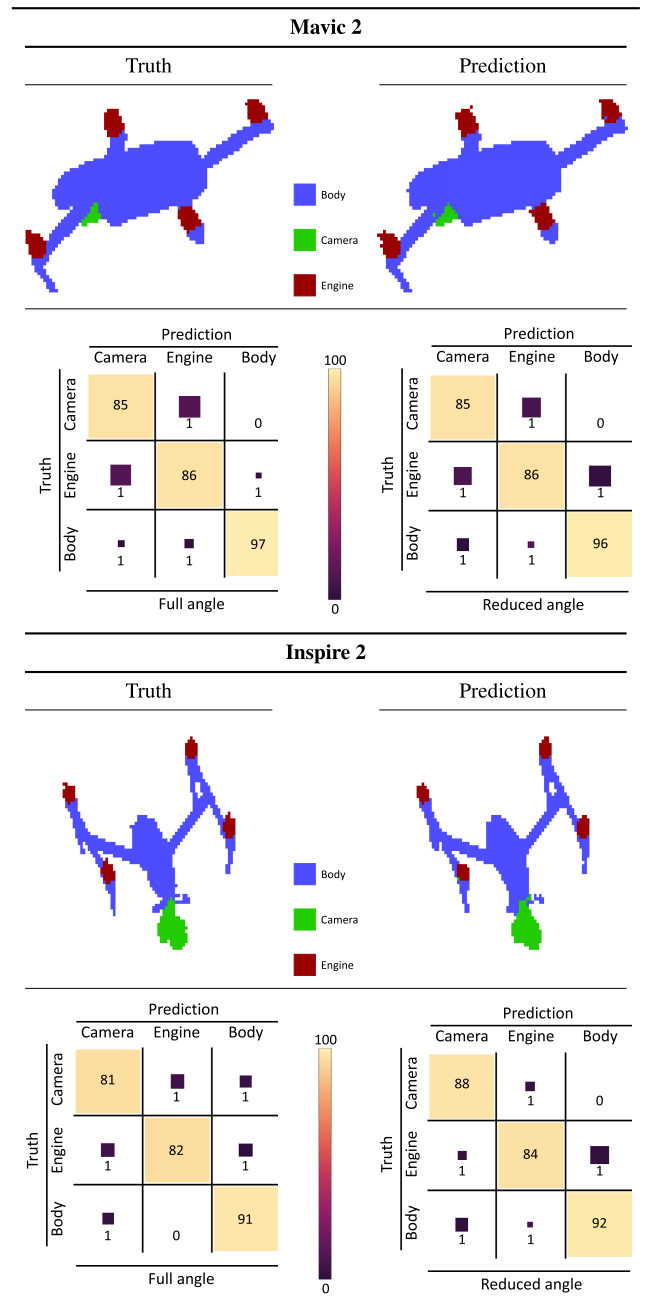 Mavic 2
Truth Prediction
Body
Camera
Engine
Prediction
Camera Engine Body
Truth
Camera 85 1 0
Engine 1 86 1
Body 1 1 97
Full angle
100
0
Prediction
Camera Engine Body
Truth
Camera 85 1 0
Engine 1 86 1
Body 1 1 96
Reduced angle
Inspire 2
Truth Prediction
Body
Camera
Engine
Prediction
Camera Engine Body
Truth
Camera 81 1 1
Engine 1 82 1
Body 1 0 91
Full angle
100
0
Prediction
Camera Engine Body
Truth
Camera 88 1 0
Engine 1 84 1
Body 1 1 92
Reduced angle